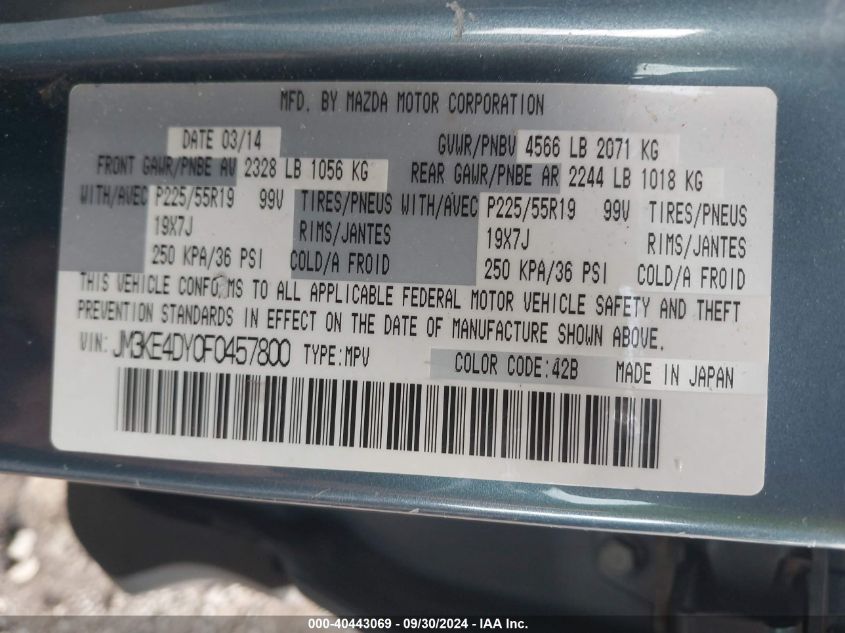 MFD. BY MAZDA MOTOR CORPORATION
DATE 03/14 GVWR/PNBV 4566 LB 2071 KG
FRONT GAWR/PNBE AV 2328 LB 1056 KG REAR GAWR/PNBE AR 2244 LB 1018 KG
WITH/AVEC P225/55R19 99V TIRES/PNEUS WITH/AVEC P225/55R19 99V TIRES/PNEUS
19X7J RIMS/JANTES 19X7J RIMS/JANTES
250 KPA/36 PSI COLD/A FROID 250 KPA/36 PSI COLD/A FROID
THIS VEHICLE CONFO MS TO ALL APPLICABLE FEDERAL MOTOR VEHICLE SAFETY AND THEFT
PREVENTION STANDARDS IN EFFECT ON THE DATE OF MANUFACTURE SHOWN ABOVE.
VIN: JM3KE4DY0F0457800 TYPE:MPV COLOR CODE:42B MADE IN JAPAN
000-40443069 - 09/30/2024 - IAA Inc.